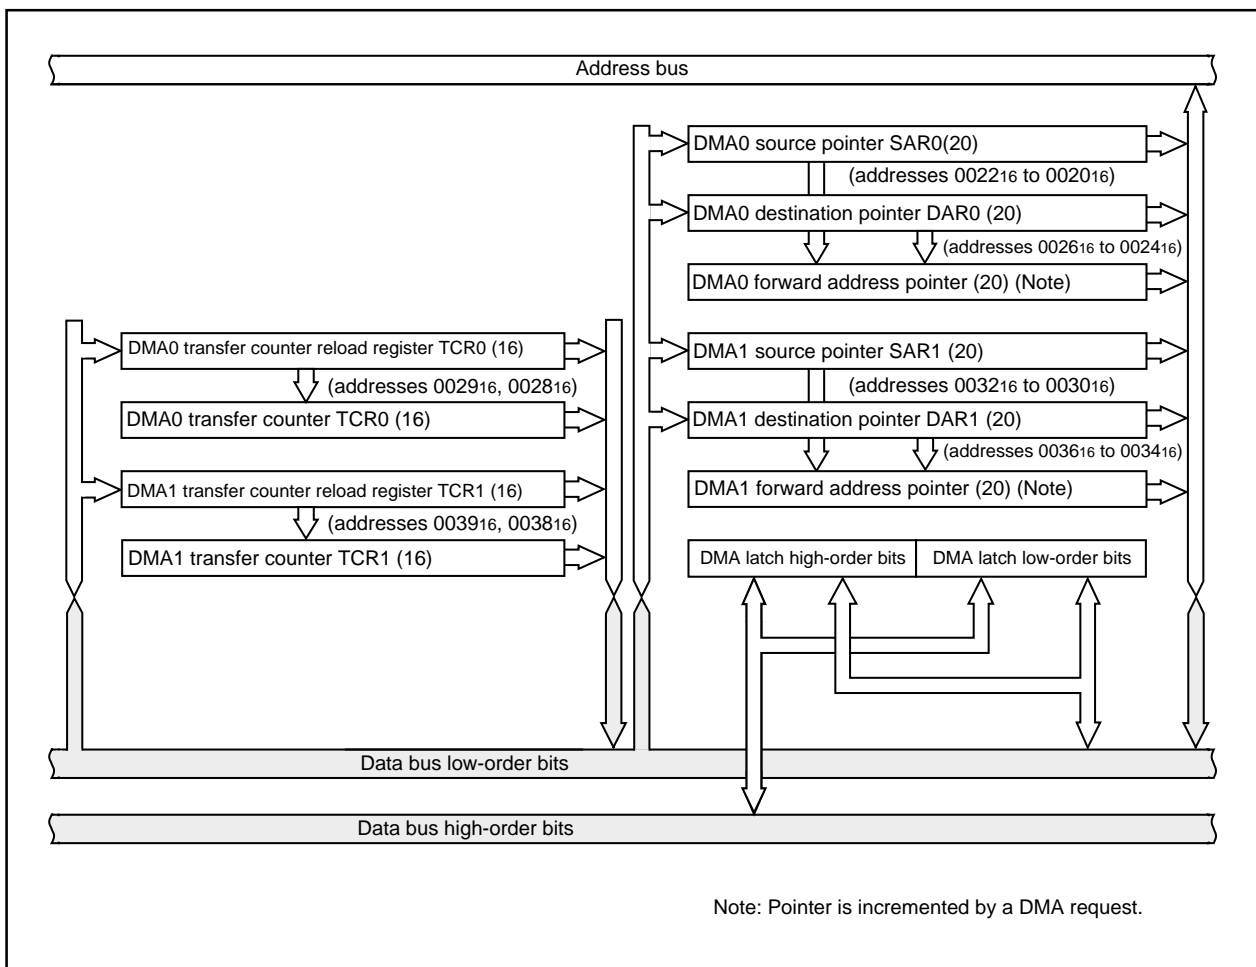 Address bus
DMA0 source pointer SAR0(20)
(addresses 002216 to 002016)
DMA0 destination pointer DAR0 (20)
(addresses 002616 to 002416)
DMA0 forward address pointer (20) (Note)
DMA0 transfer counter reload register TCR0 (16)
(addresses 002916, 002816)
DMA0 transfer counter TCR0 (16)
DMA1 transfer counter reload register TCR1 (16)
(addresses 003916, 003816)
DMA1 transfer counter TCR1 (16)
DMA1 source pointer SAR1 (20)
(addresses 003216 to 003016)
DMA1 destination pointer DAR1 (20)
(addresses 003616 to 003416)
DMA1 forward address pointer (20) (Note)
DMA latch high-order bits
DMA latch low-order bits
Data bus low-order bits
Data bus high-order bits
Note: Pointer is incremented by a DMA request.